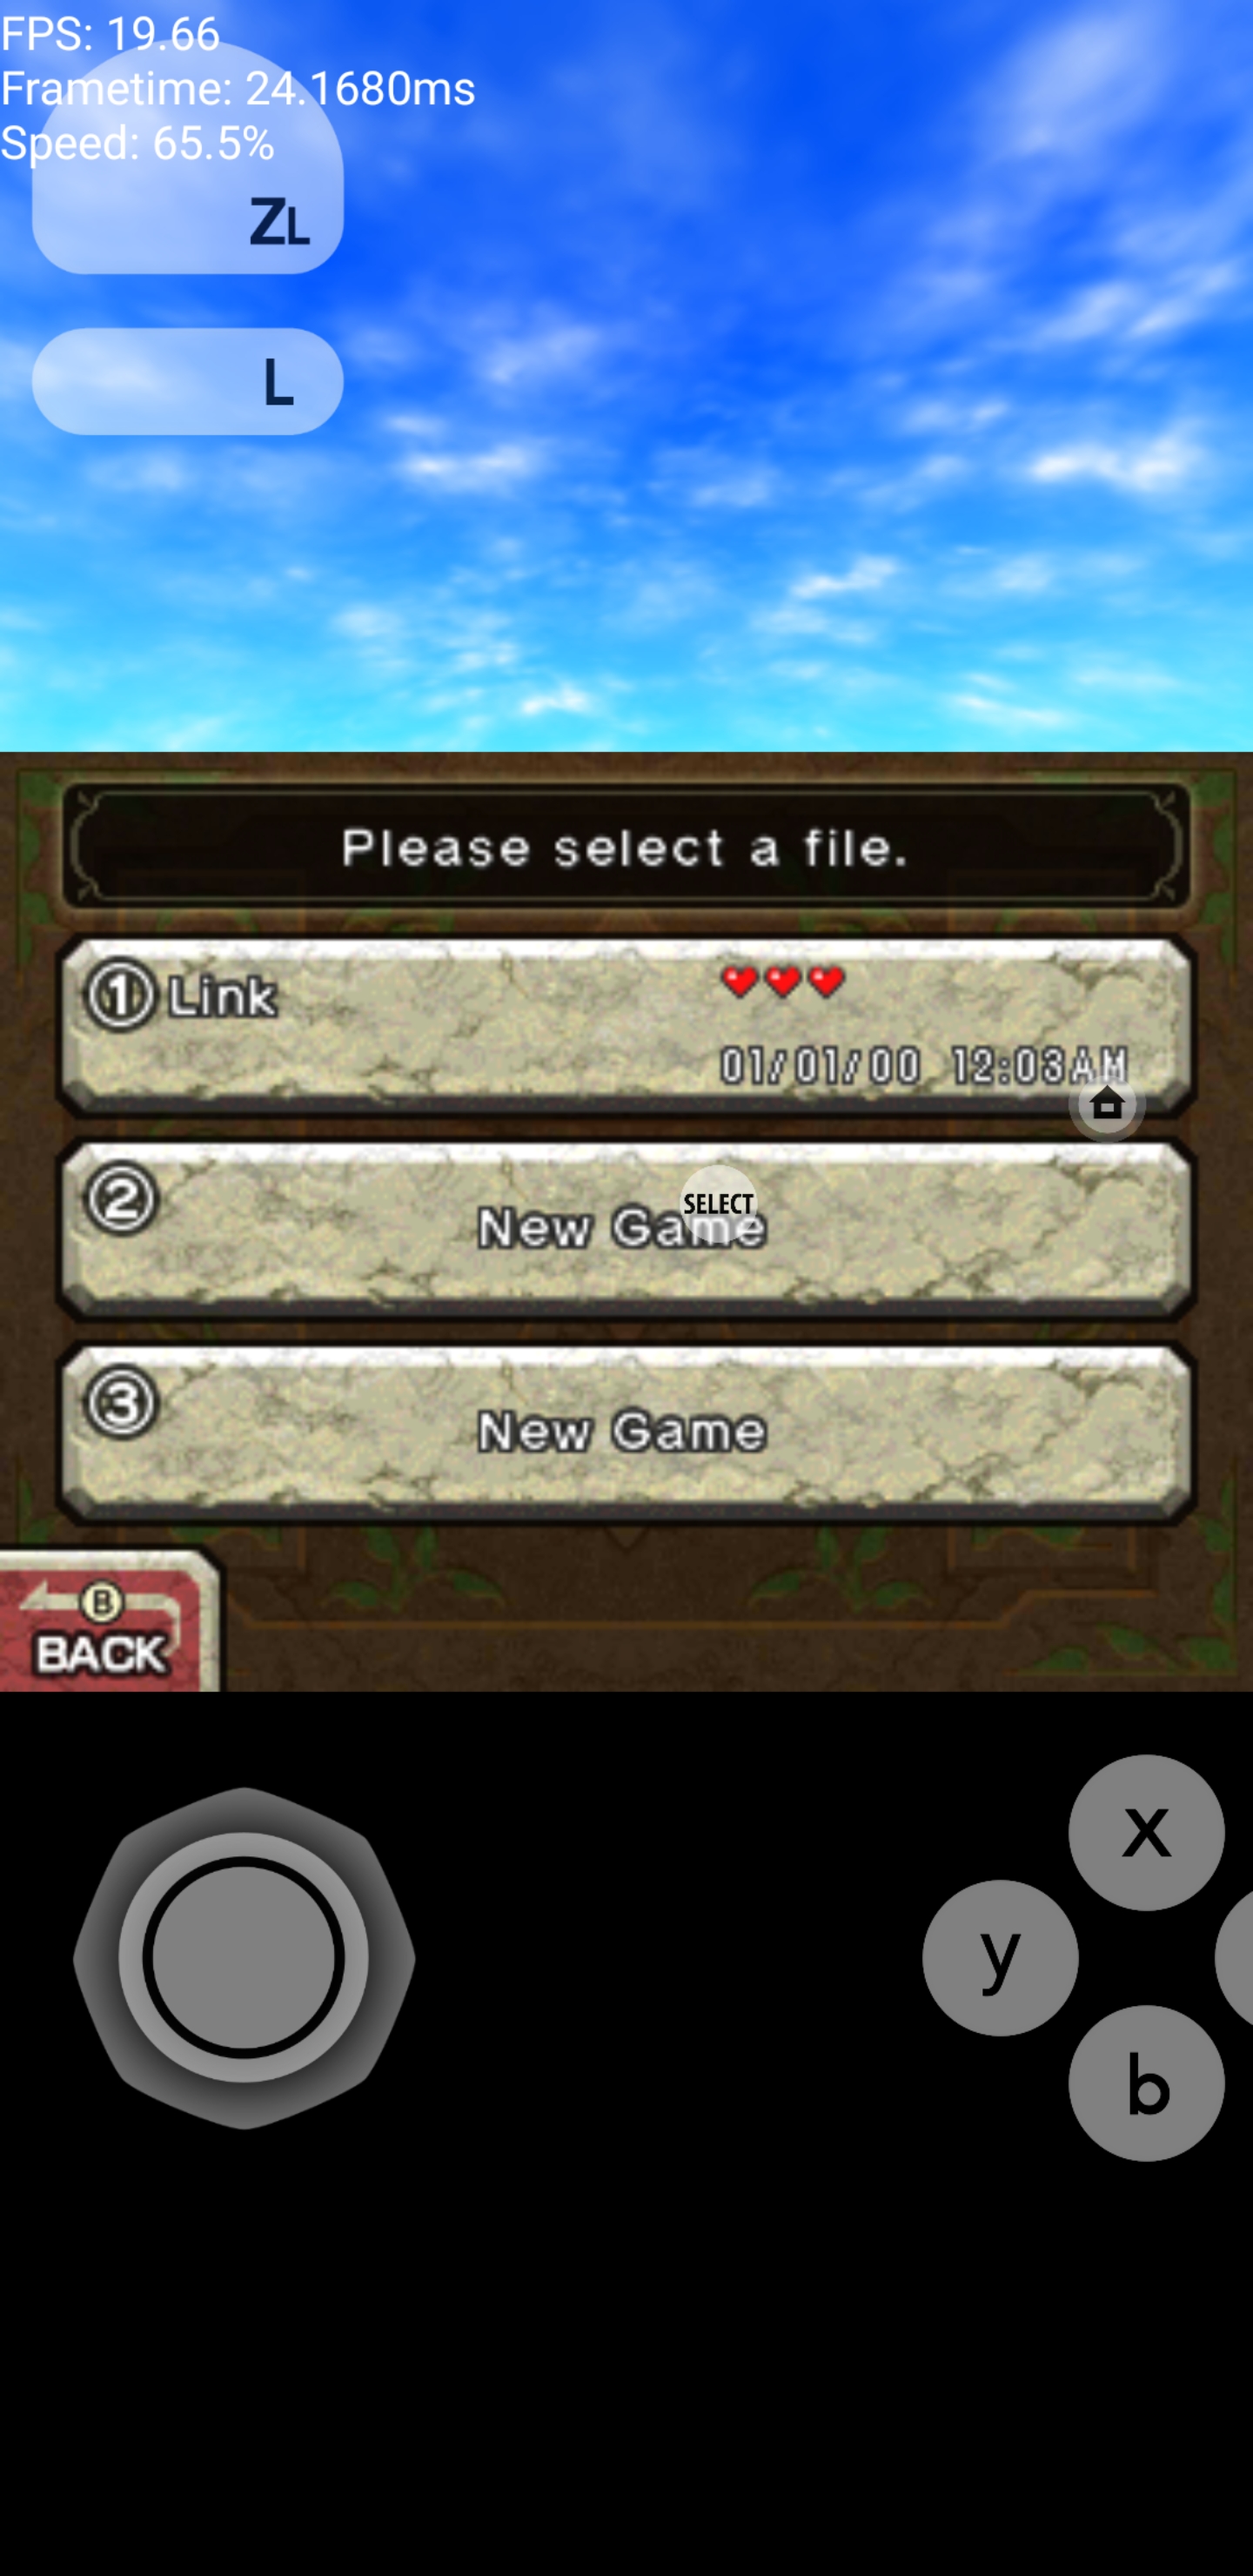 FPS: 19.66
Frametime: 24.1680ms
Speed: 65.5%
ZL
L
Please select a file.
1 Link
01/01/00 12:03AM
2
SELECT
New Game
3
New Game
B
BACK
X
y
b